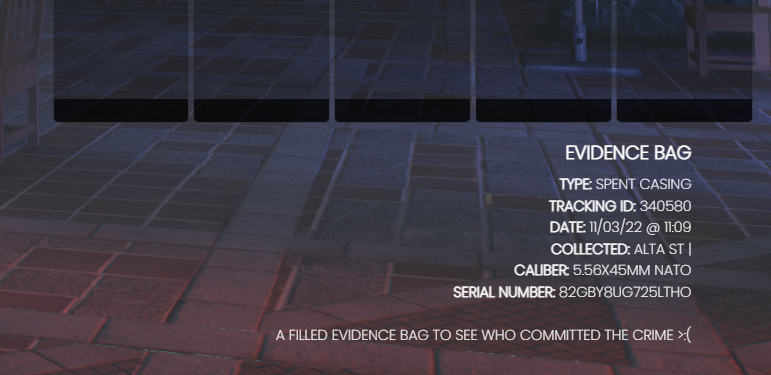 EVIDENCE BAG
TYPE: SPENT CASING
TRACKING ID: 340580
DATE: 11/03/22 @ 11:09
COLLECTED: ALTA ST |
CALIBER: 5.56X45MM NATO
SERIAL NUMBER: 82GBY8UG725LTHO
A FILLED EVIDENCE BAG TO SEE WHO COMMITTED THE CRIME >:(